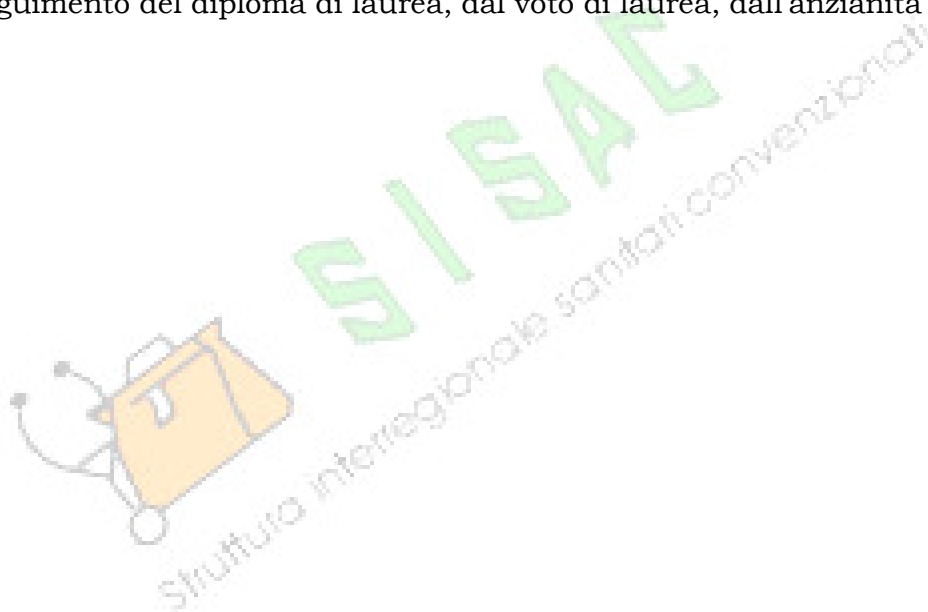 guimento del diploma di laurea, dal voto di laurea, dall'anzianità
SISAC
Struttura interregionale sanitari convenzionati